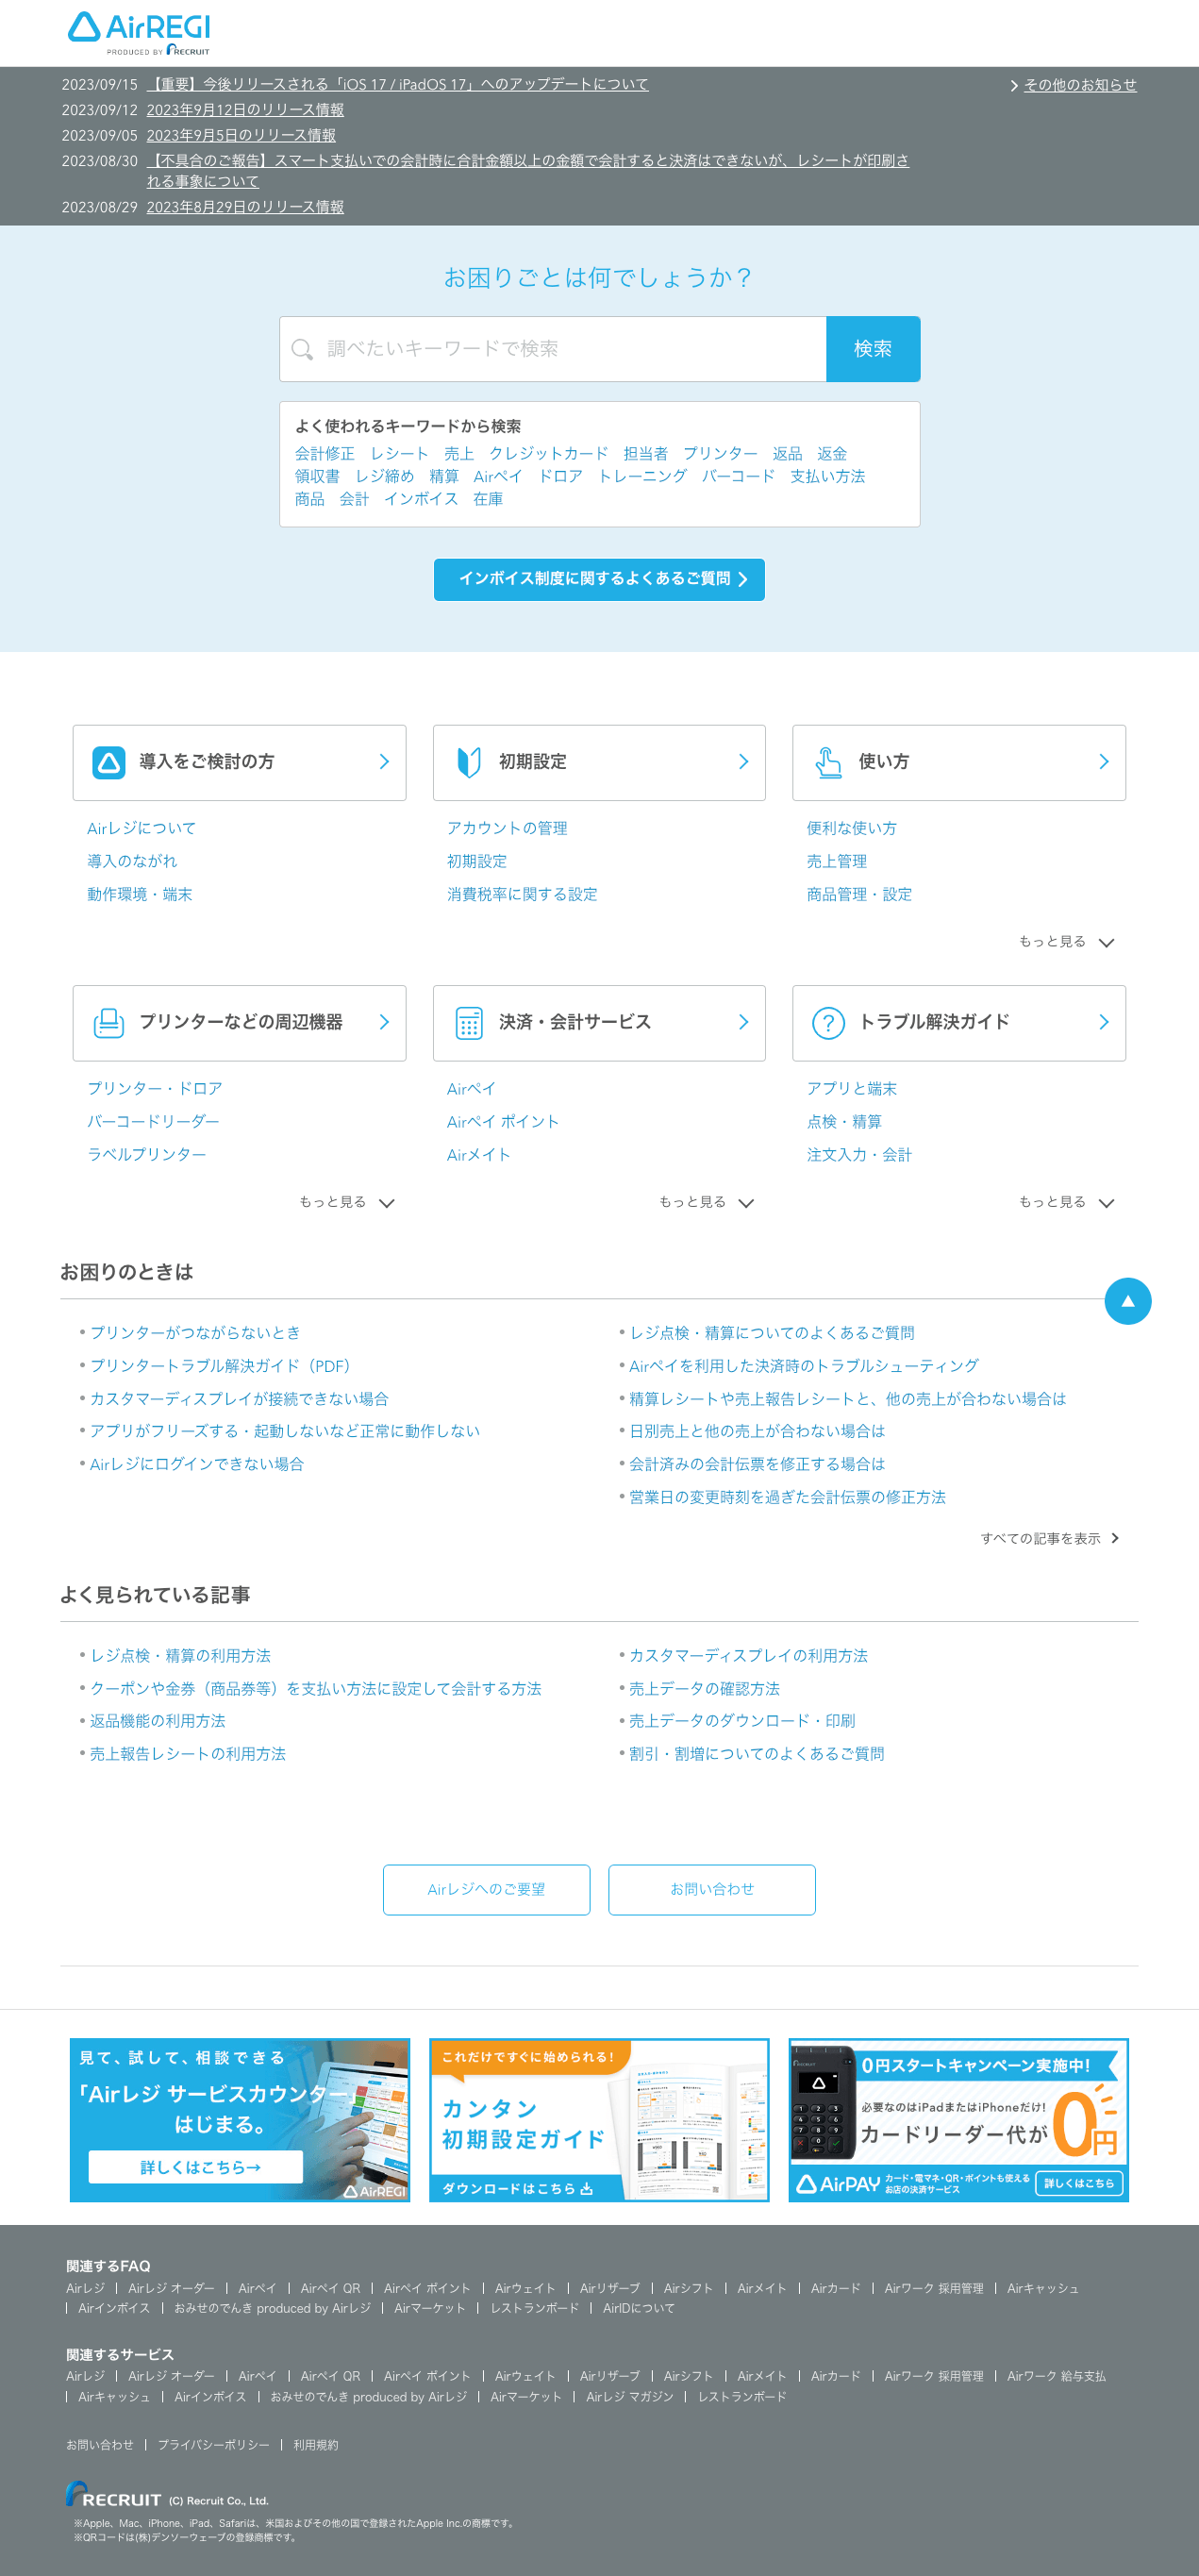 AirREGI
PRODUCED BY RECRUIT
2023/09/15 【重要】今後リリースされる「iOS 17 / iPadOS 17」へのアップデートについて
その他のお知らせ
2023/09/12 2023年9月12日のリリース情報
2023/09/05 2023年9月5日のリリース情報
2023/08/30 【不具合のご報告】スマート支払いでの会計時に合計金額以上の金額で会計すると決済はできないが、レシートが印刷さ
れる事象について
2023/08/29 2023年8月29日のリリース情報
お困りごとは何でしょうか？
調べたいキーワードで検索 検索
よく使われるキーワードから検索
会計修正 レシート 売上 クレジットカード 担当者 プリンター 返品 返金
領収書 レジ締め 精算 Airペイ ドロア トレーニング バーコード 支払い方法
商品 会計 インボイス 在庫
インボイス制度に関するよくあるご質問
導入をご検討の方
Airレジについて
導入のながれ
動作環境・端末
初期設定
アカウントの管理
初期設定
消費税率に関する設定
使い方
便利な使い方
売上管理
商品管理・設定
もっと見る
プリンターなどの周辺機器
プリンター・ドロア
バーコードリーダー
ラベルプリンター
もっと見る
決済・会計サービス
Airペイ
Airペイ ポイント
Airメイト
もっと見る
トラブル解決ガイド
アプリと端末
点検・精算
注文入力・会計
もっと見る
お困りのときは
プリンターがつながらないとき
プリンタートラブル解決ガイド（PDF）
カスタマーディスプレイが接続できない場合
アプリがフリーズする・起動しないなど正常に動作しない
Airレジにログインできない場合
レジ点検・精算についてのよくあるご質問
Airペイを利用した決済時のトラブルシューティング
精算レシートや売上報告レシートと、他の売上が合わない場合は
日別売上と他の売上が合わない場合は
会計済みの会計伝票を修正する場合は
営業日の変更時刻を過ぎた会計伝票の修正方法
すべての記事を表示
よく見られている記事
レジ点検・精算の利用方法
クーポンや金券（商品券等）を支払い方法に設定して会計する方法
返品機能の利用方法
売上報告レシートの利用方法
カスタマーディスプレイの利用方法
売上データの確認方法
売上データのダウンロード・印刷
割引・割増についてのよくあるご質問
Airレジへのご要望
お問い合わせ
見て、試して、相談できる
「Airレジ サービスカウンター」
はじまる。
詳しくはこちら→
AirREGI
これだけですぐに始められる！
カンタン
初期設定ガイド
ダウンロードはこちら
RECRUIT
0円スタートキャンペーン実施中！
必要なのはiPadまたはiPhoneだけ！
カードリーダー代が0円
AirPAY
カード・電マネ・QR・ポイントも使える
お店の決済サービス
詳しくはこちら
関連するFAQ
Airレジ | Airレジ オーダー | Airペイ | Airペイ QR | Airペイ ポイント | Airウェイト | Airリザーブ | Airシフト | Airメイト | Airカード | Airワーク 採用管理 | Airキャッシュ
| Airインボイス | おみせのでんき produced by Airレジ | Airマーケット | レストランボード | AirIDについて
関連するサービス
Airレジ | Airレジ オーダー | Airペイ | Airペイ QR | Airペイ ポイント | Airウェイト | Airリザーブ | Airシフト | Airメイト | Airカード | Airワーク 採用管理 | Airワーク 給与支払
| Airキャッシュ | Airインボイス | おみせのでんき produced by Airレジ | Airマーケット | Airレジ マガジン | レストランボード
お問い合わせ | プライバシーポリシー | 利用規約
RECRUIT (C) Recruit Co., Ltd.
※Apple、Mac、iPhone、iPad、Safariは、米国およびその他の国で登録されたApple Inc.の商標です。
※QRコードは(株)デンソーウェーブの登録商標です。